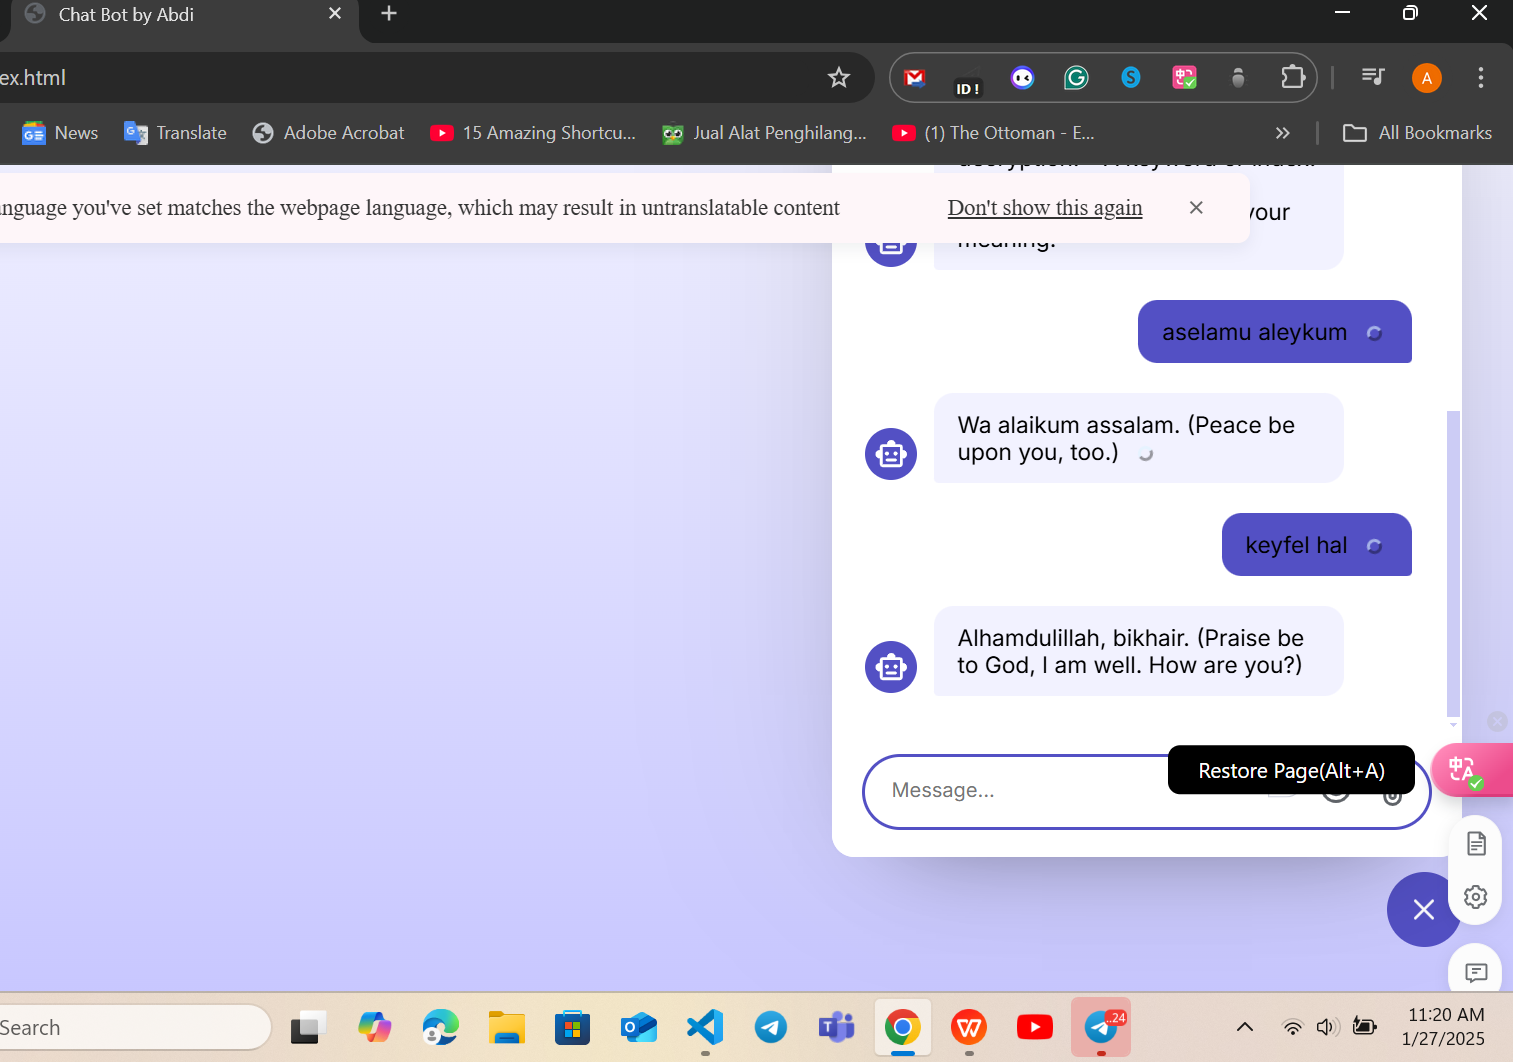 Chat Bot by Abdi
ex.html
ID !
A
News
Translate
Adobe Acrobat
15 Amazing Shortcu...
Jual Alat Penghilang...
(1) The Ottoman - E...
All Bookmarks
nguage you've set matches the webpage language, which may result in untranslatable content
Don't show this again
your
meaning.
aselamu aleykum
Wa alaikum assalam. (Peace be
upon you, too.)
keyfel hal
Alhamdulillah, bikhair. (Praise be
to God, I am well. How are you?)
Restore Page(Alt+A)
Message...
Search
..24
11:20 AM
1/27/2025